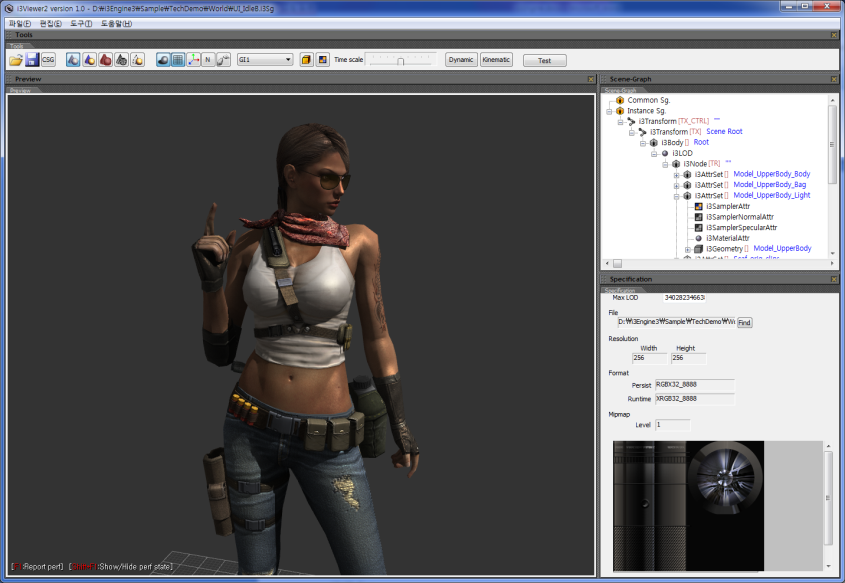 i3Viewer2 version 1.0 - D:₩i3Engine3₩Sample₩TechDemo₩World₩UI_IdleB.i3Sg
파일(F) 편집(E) 도구(T) 도움말(H)
Tools
Tools
CSG N GI1 Time scale Dynamic Kinematic Test
Preview
Preview
Scene-Graph
Scene-Graph
Common Sg.
Instance Sg.
i3Transform [TX_CTRL] ""
i3Transform [TX] Scene Root
i3Body [] Root
i3LOD
i3Node [TR] ""
i3AttrSet [] Model_UpperBody_Body
i3AttrSet [] Model_UpperBody_Bag
i3AttrSet [] Model_UpperBody_Light
i3SamplerAttr
i3SamplerNormalAttr
i3SamplerSpecularAttr
i3MaterialAttr
i3Geometry [] Model_UpperBody
i3AttrSet []
Specification
Specification
Max LOD 34028234663
File
D:₩i3Engine3₩Sample₩TechDemo₩W Find
Resolution
Width Height
256 256
Format
Persist RGBX32_8888
Runtime XRGB32_8888
Mipmap
Level 1
:Report perf] :Show/Hide perf state]